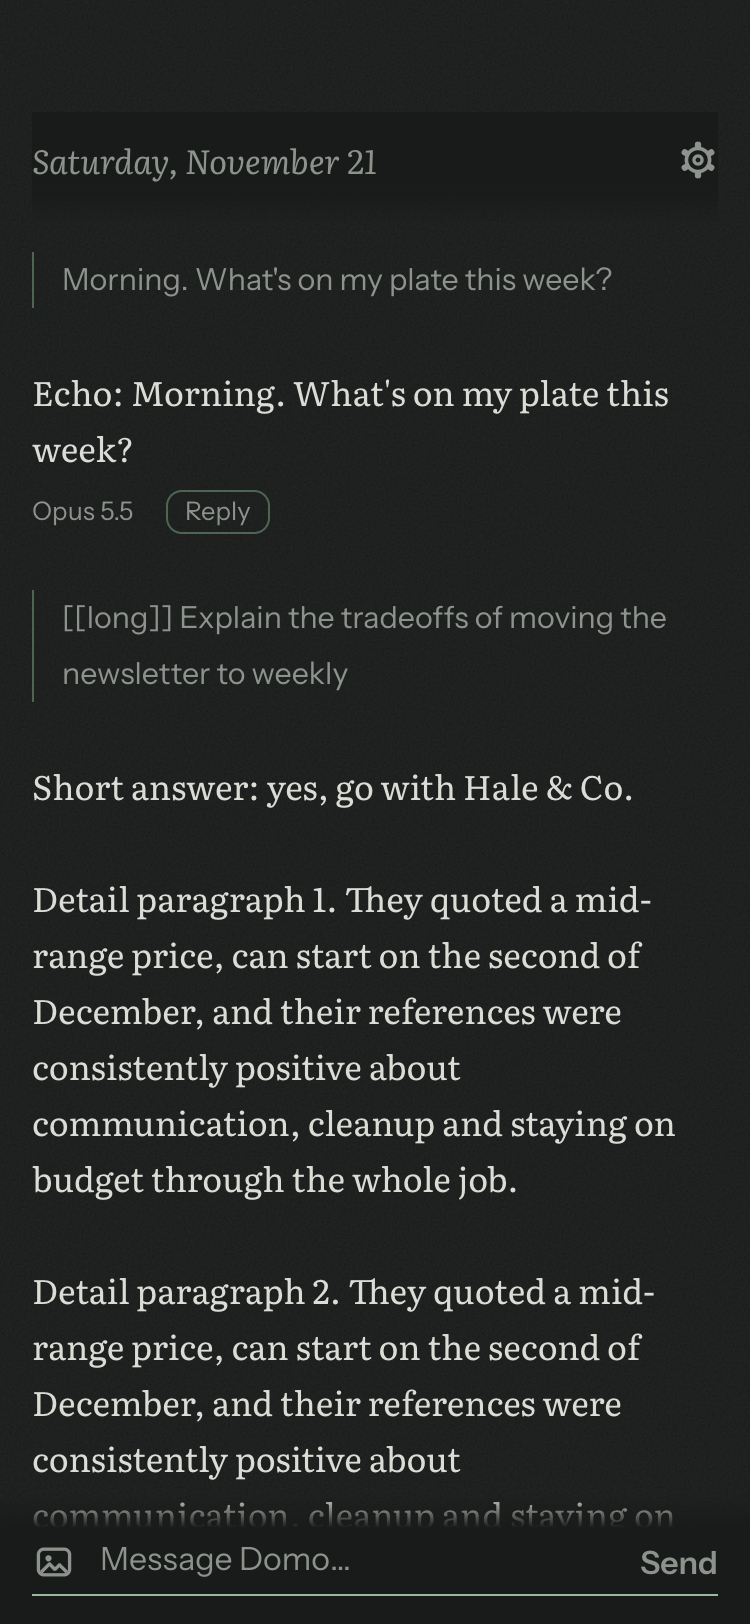 Saturday, November 21
Morning. What's on my plate this week?
Echo: Morning. What's on my plate this
week?
Opus 5.5 Reply
[[long]] Explain the tradeoffs of moving the
newsletter to weekly
Short answer: yes, go with Hale & Co.
Detail paragraph 1. They quoted a mid-
range price, can start on the second of
December, and their references were
consistently positive about
communication, cleanup and staying on
budget through the whole job.
Detail paragraph 2. They quoted a mid-
range price, can start on the second of
December, and their references were
consistently positive about
communication, cleanup and staying on
Message Domo... Send